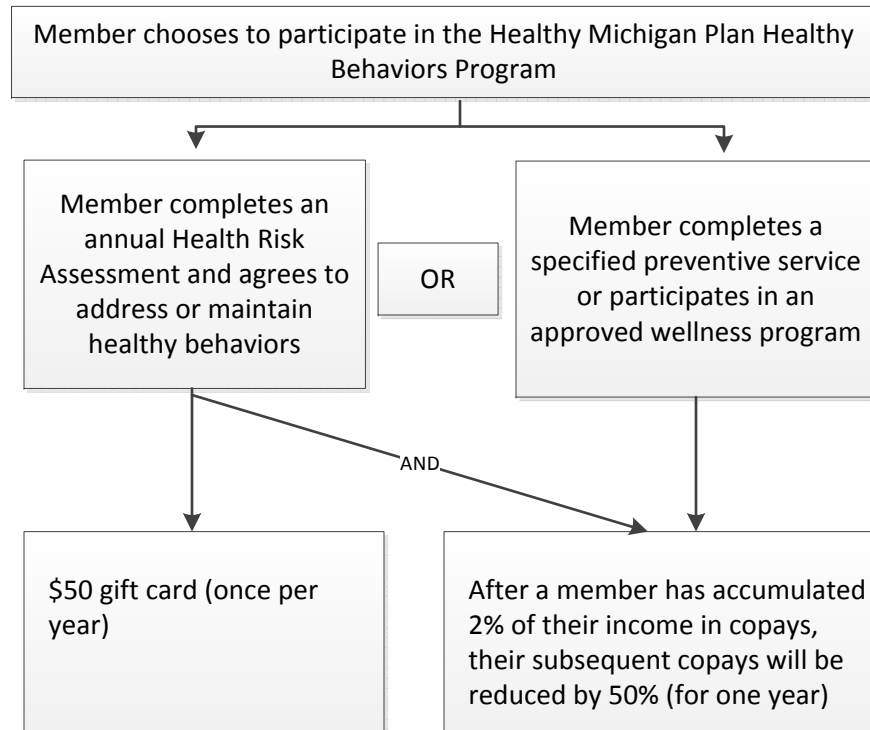 Member chooses to participate in the Healthy Michigan Plan Healthy
Behaviors Program
Member completes an
annual Health Risk
Assessment and agrees to
address or maintain
healthy behaviors
OR
Member completes a
specified preventive service
or participates in an
approved wellness program
AND
$50 gift card (once per
year)
After a member has accumulated
2% of their income in copays,
their subsequent copays will be
reduced by 50% (for one year)